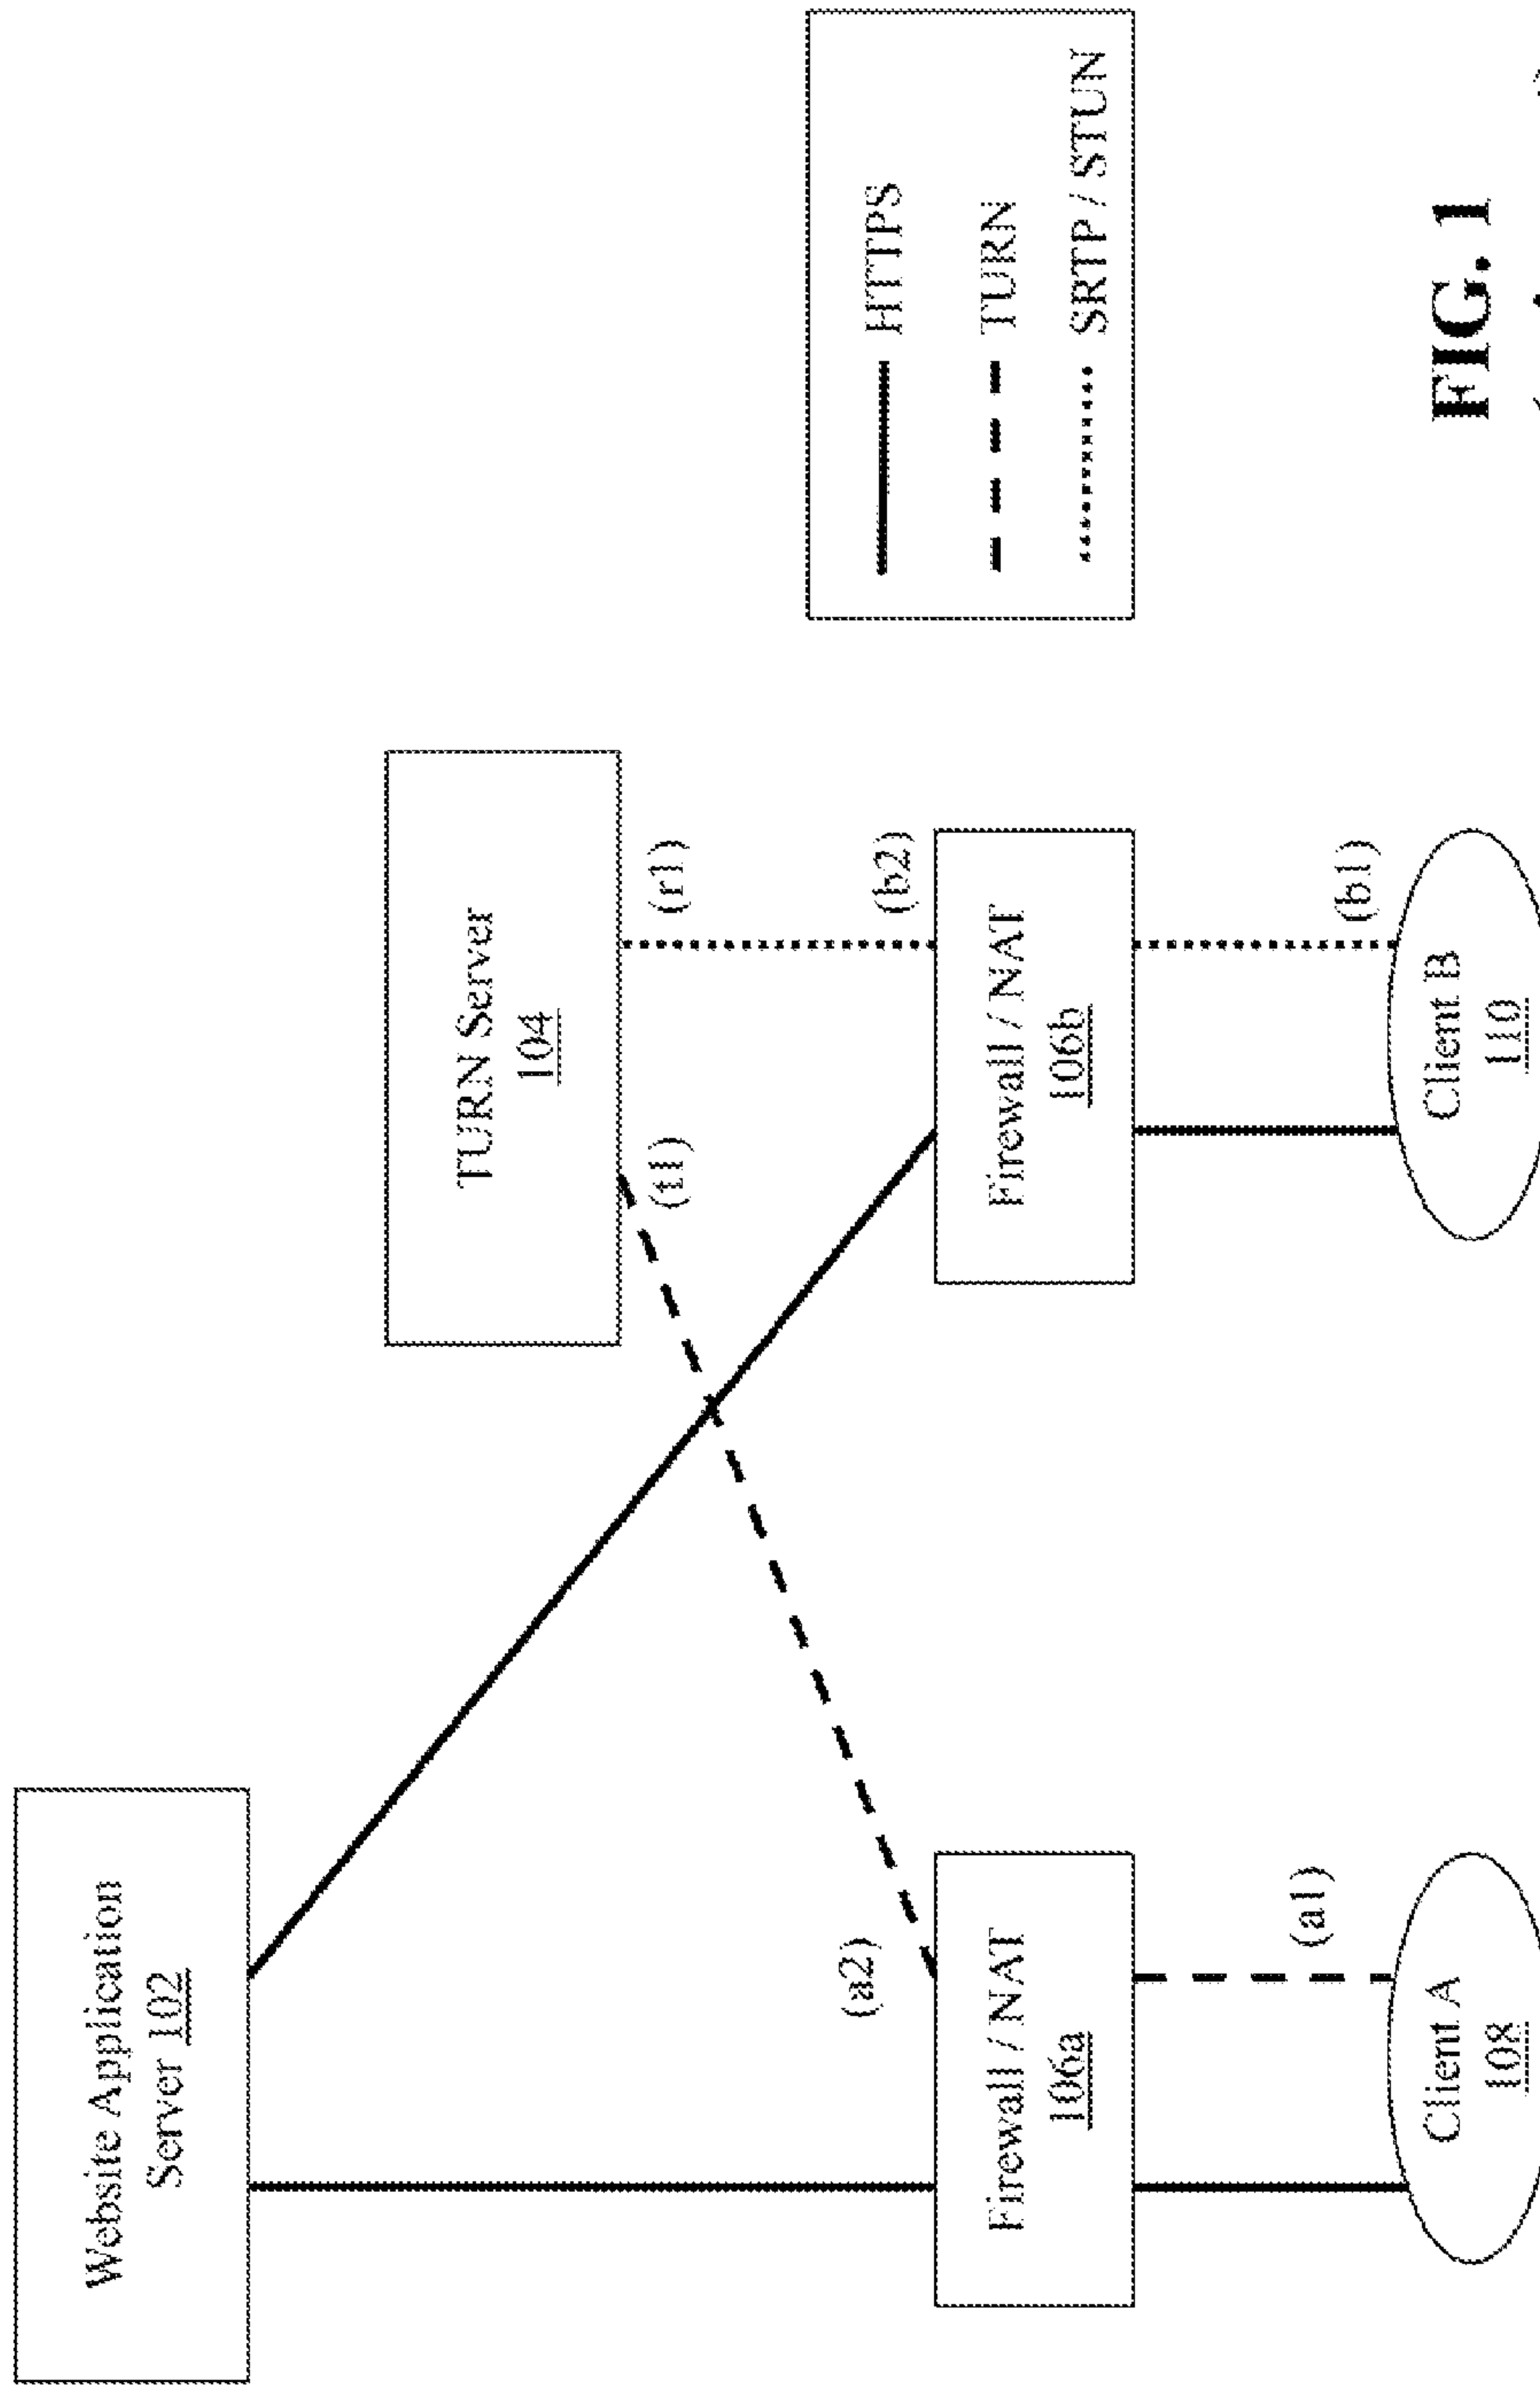 Website Application
Server 102
TURN Server
104
(t1)
(r1)
(a2)
(b2)
Firewall / NAT
106a
Firewall / NAT
106b
(a1)
(b1)
Client A
108
Client B
110
HTTPS
TURN
SRTP / STUN
FIG. 1